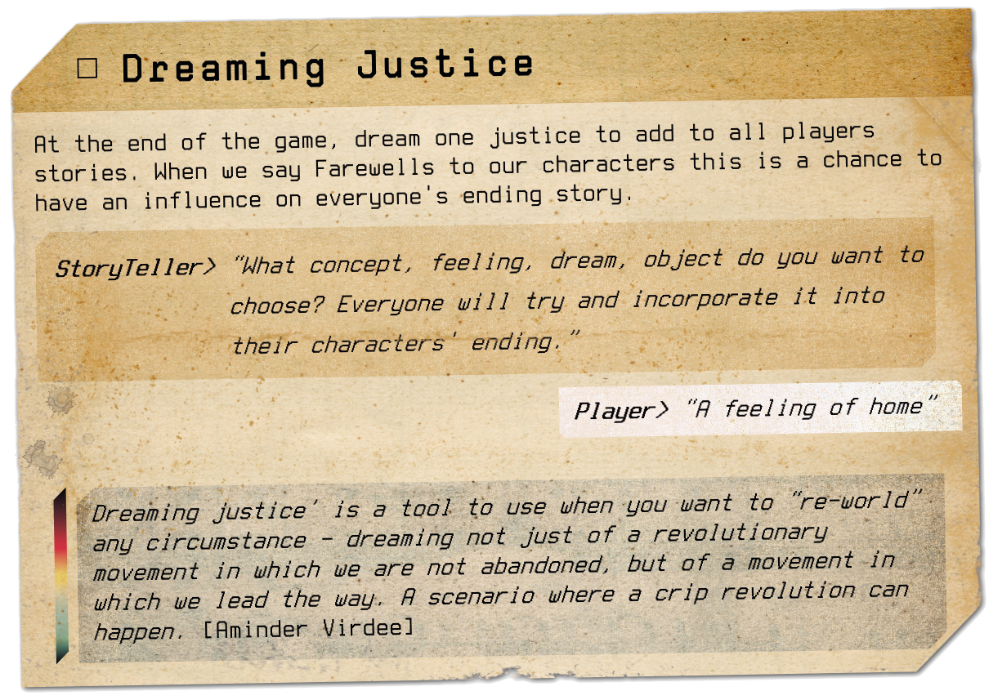 □ Dreaming Justice
At the end of the game, dream one justice to add to all players
stories. When we say Farewells to our characters this is a chance to
have an influence on everyone's ending story.
StoryTeller> "What concept, feeling, dream, object do you want to
choose? Everyone will try and incorporate it into
their characters' ending."
Player> "A feeling of home"
Dreaming justice' is a tool to use when you want to "re-world"
any circumstance - dreaming not just of a revolutionary
movement in which we are not abandoned, but of a movement in
which we lead the way. A scenario where a crip revolution can
happen. [Aminder Virdee]